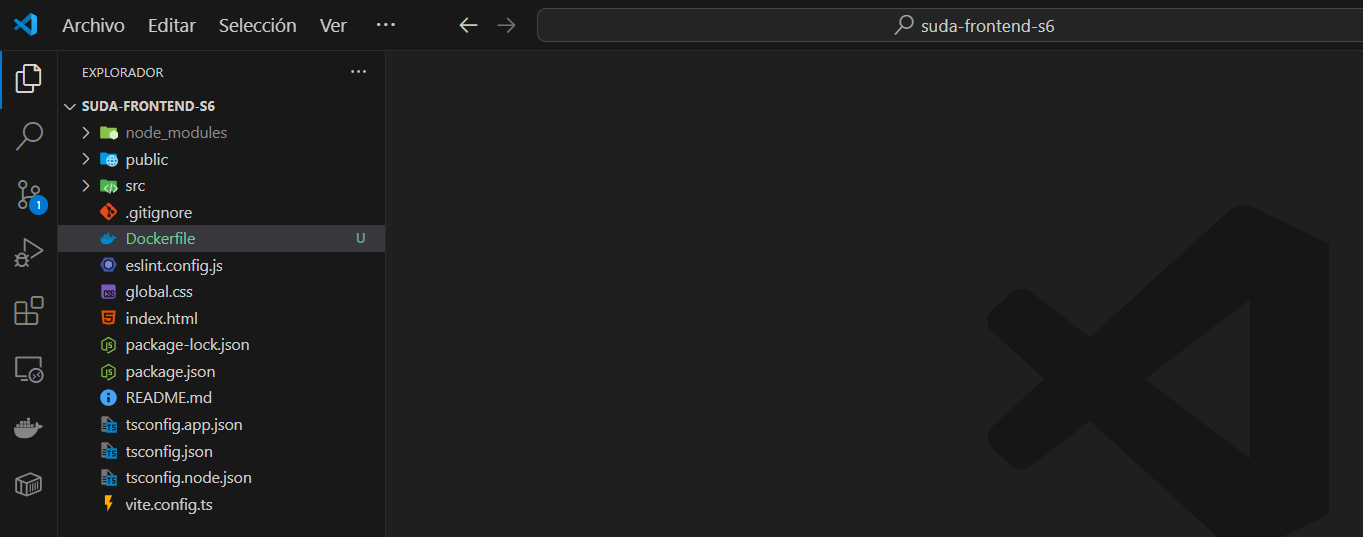 Archivo Editar Selección Ver ··· suda-frontend-s6
EXPLORADOR ···
SUDA-FRONTEND-S6
node_modules
public
src
.gitignore
1
Dockerfile U
eslint.config.js
global.css
index.html
package-lock.json
package.json
README.md
tsconfig.app.json
tsconfig.json
tsconfig.node.json
vite.config.ts